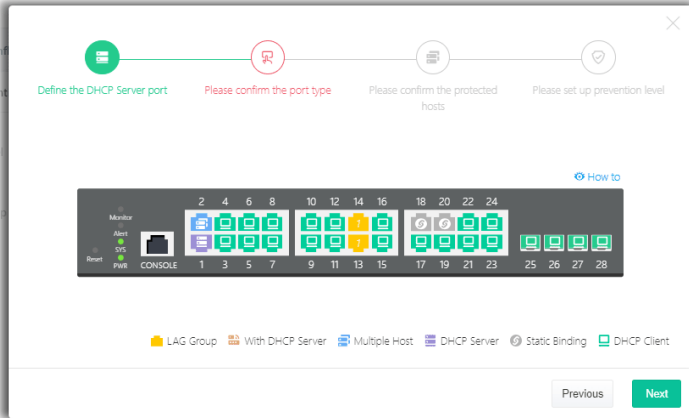 Define the DHCP Server port
Please confirm the port type
Please confirm the protected
hosts
Please set up prevention level
How to
2 4 6 8 10 12 14 16 18 20 22 24
Monitor
Alert
SYS
Reset PWR CONSOLE 1 3 5 7 9 11 13 15 17 19 21 23 25 26 27 28
LAG Group With DHCP Server Multiple Host DHCP Server Static Binding DHCP Client
Previous Next